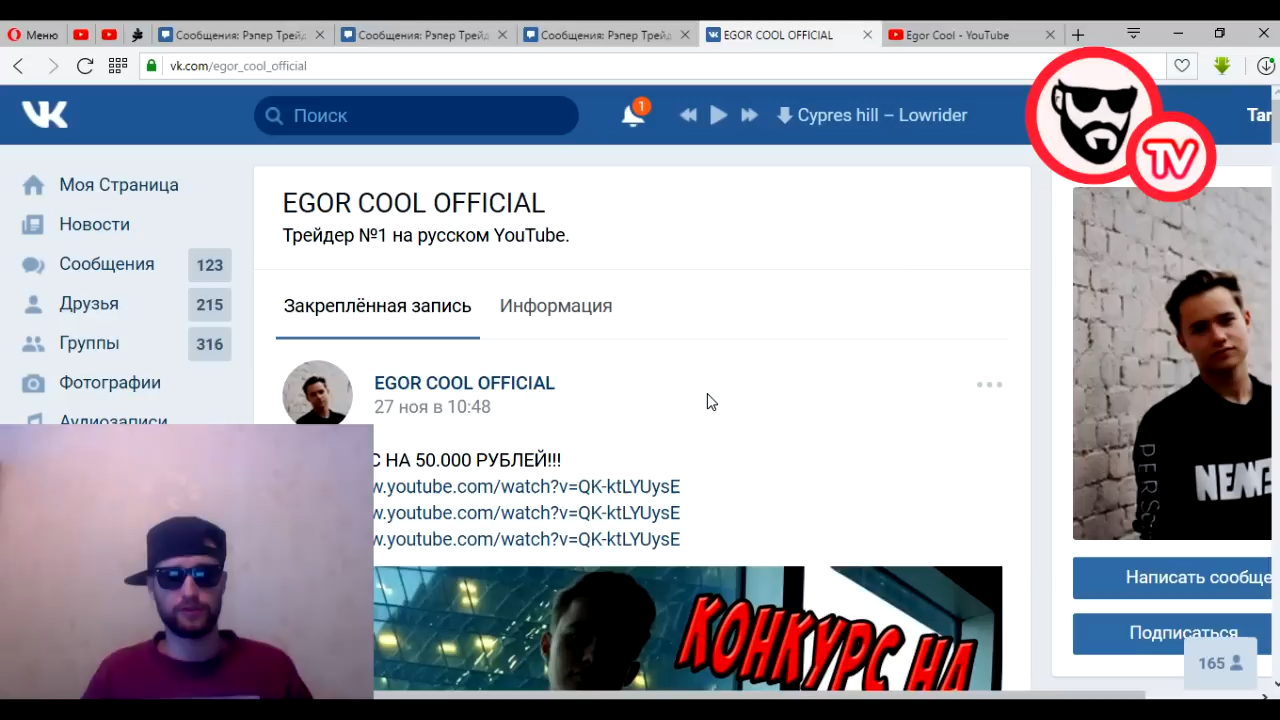 Меню
Сообщения: Рэпер Трейд
Сообщения: Рэпер Трейд
Сообщения: Рэпер Трейд
EGOR COOL OFFICIAL
Egor Cool - YouTube
vk.com/egor_cool_official
Поиск
1
Cypres hill – Lowrider
TV
Моя Страница
Новости
Сообщения 123
Друзья 215
Группы 316
Фотографии
Аудиозаписи
EGOR COOL OFFICIAL
Трейдер №1 на русском YouTube.
Закреплённая запись Информация
EGOR COOL OFFICIAL
27 ноя в 10:48
С НА 50.000 РУБЛЕЙ!!!
w.youtube.com/watch?v=QK-ktLYUysE
w.youtube.com/watch?v=QK-ktLYUysE
w.youtube.com/watch?v=QK-ktLYUysE
КОНКУРС НА
Написать сообще
Подписаться
165